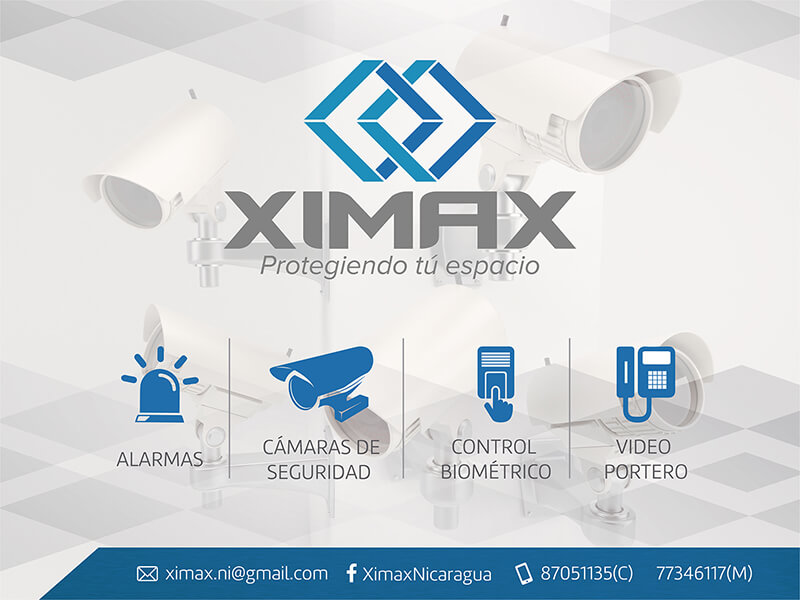 XIMAX
Protegiendo tú espacio
ALARMAS
CÁMARAS DE
SEGURIDAD
CONTROL
BIOMÉTRICO
VIDEO
PORTERO
ximax.ni@gmail.com XimaxNicaragua 87051135(C) 77346117(M)